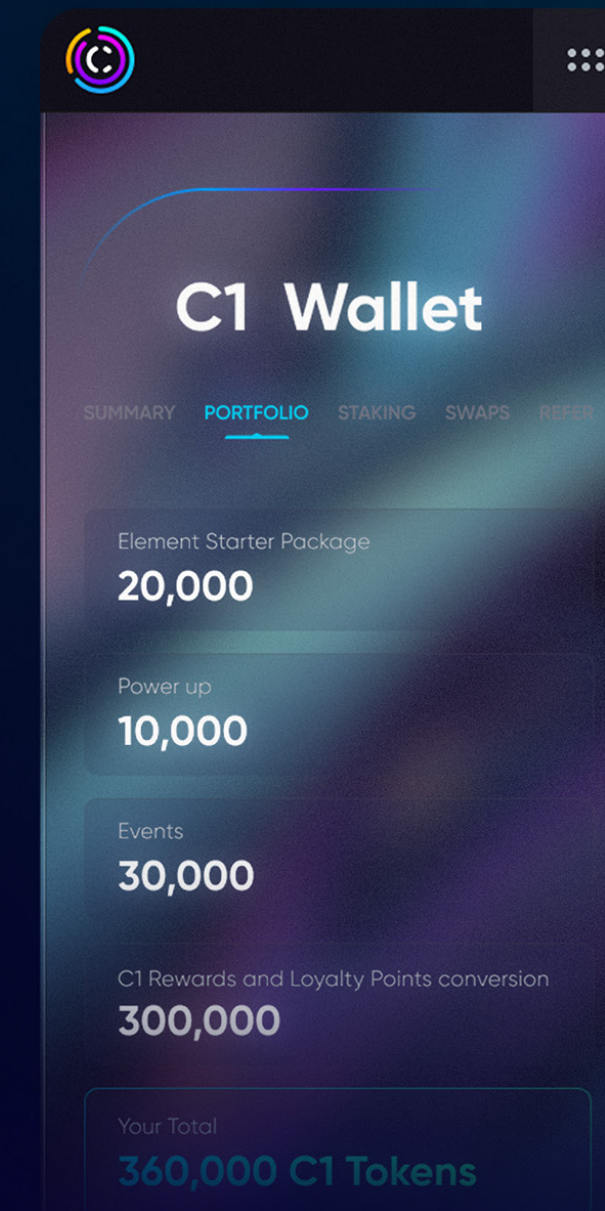 C1 Wallet
SUMMARY PORTFOLIO STAKING SWAPS REFER
Element Starter Package
20,000
Power up
10,000
Events
30,000
C1 Rewards and Loyalty Points conversion
300,000
Your Total
360,000 C1 Tokens